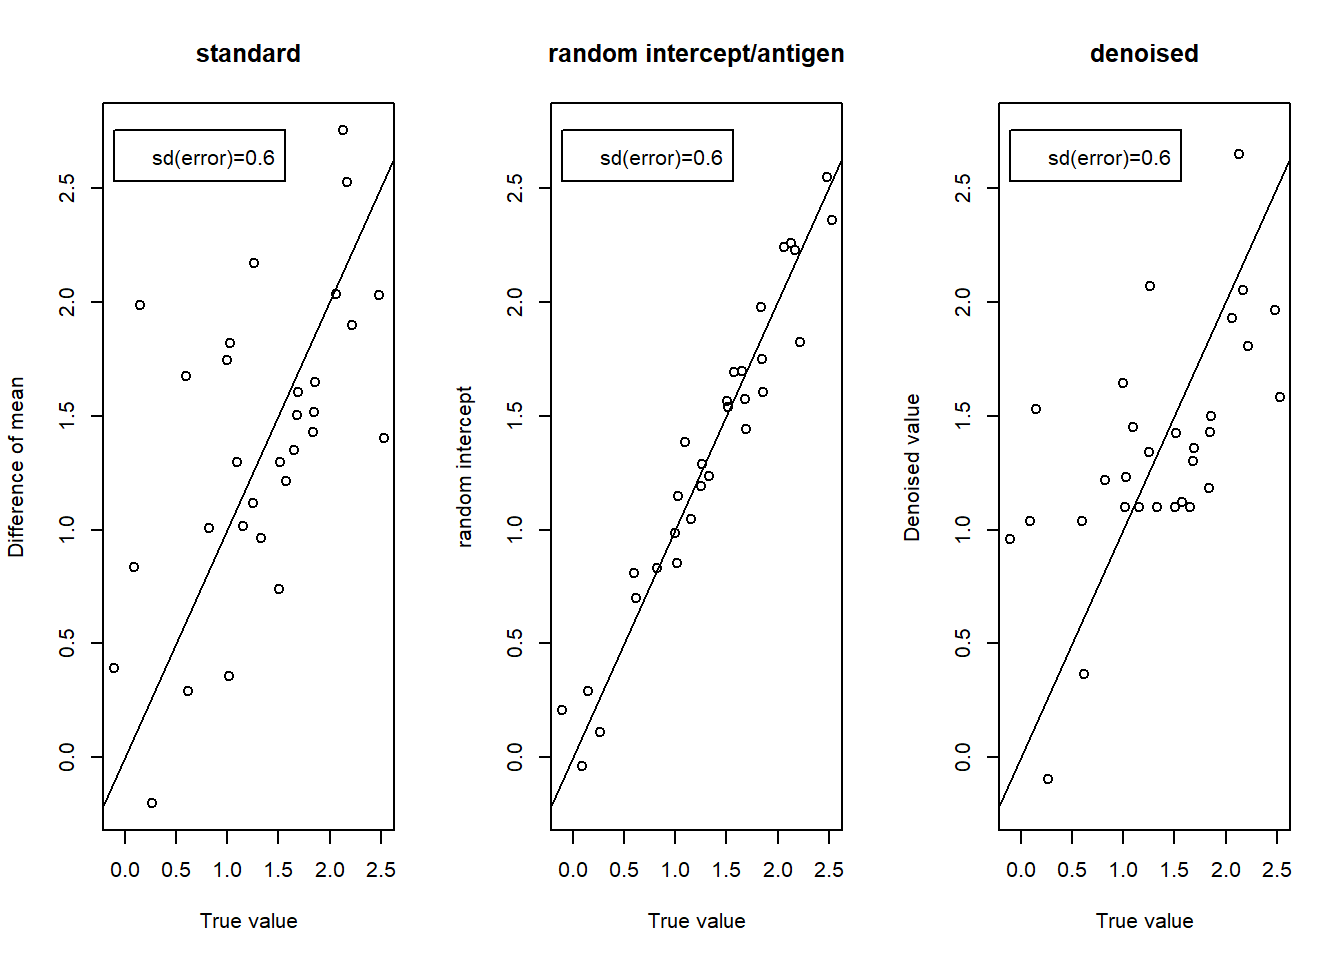 standard
sd(error)=0.6
Difference of mean
0.0 0.5 1.0 1.5 2.0 2.5
0.0 0.5 1.0 1.5 2.0 2.5
True value
random intercept/antigen
sd(error)=0.6
random intercept
0.0 0.5 1.0 1.5 2.0 2.5
0.0 0.5 1.0 1.5 2.0 2.5
True value
denoised
sd(error)=0.6
Denoised value
0.0 0.5 1.0 1.5 2.0 2.5
0.0 0.5 1.0 1.5 2.0 2.5
True value